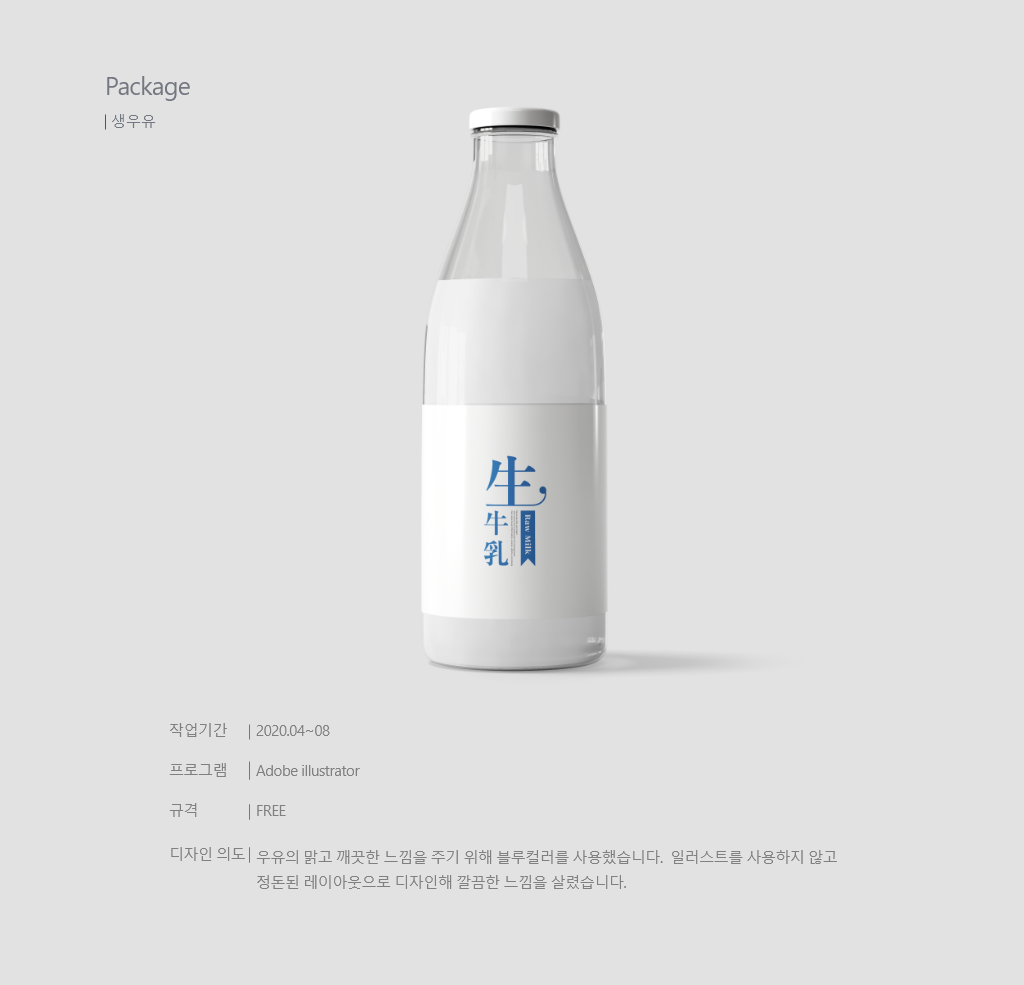 Package
| 생우유
生
牛
乳
Raw Milk
작업기간 | 2020.04~08
프로그램 | Adobe illustrator
규격 | FREE
디자인 의도 | 우유의 맑고 깨끗한 느낌을 주기 위해 블루컬러를 사용했습니다. 일러스트를 사용하지 않고
정돈된 레이아웃으로 디자인해 깔끔한 느낌을 살렸습니다.